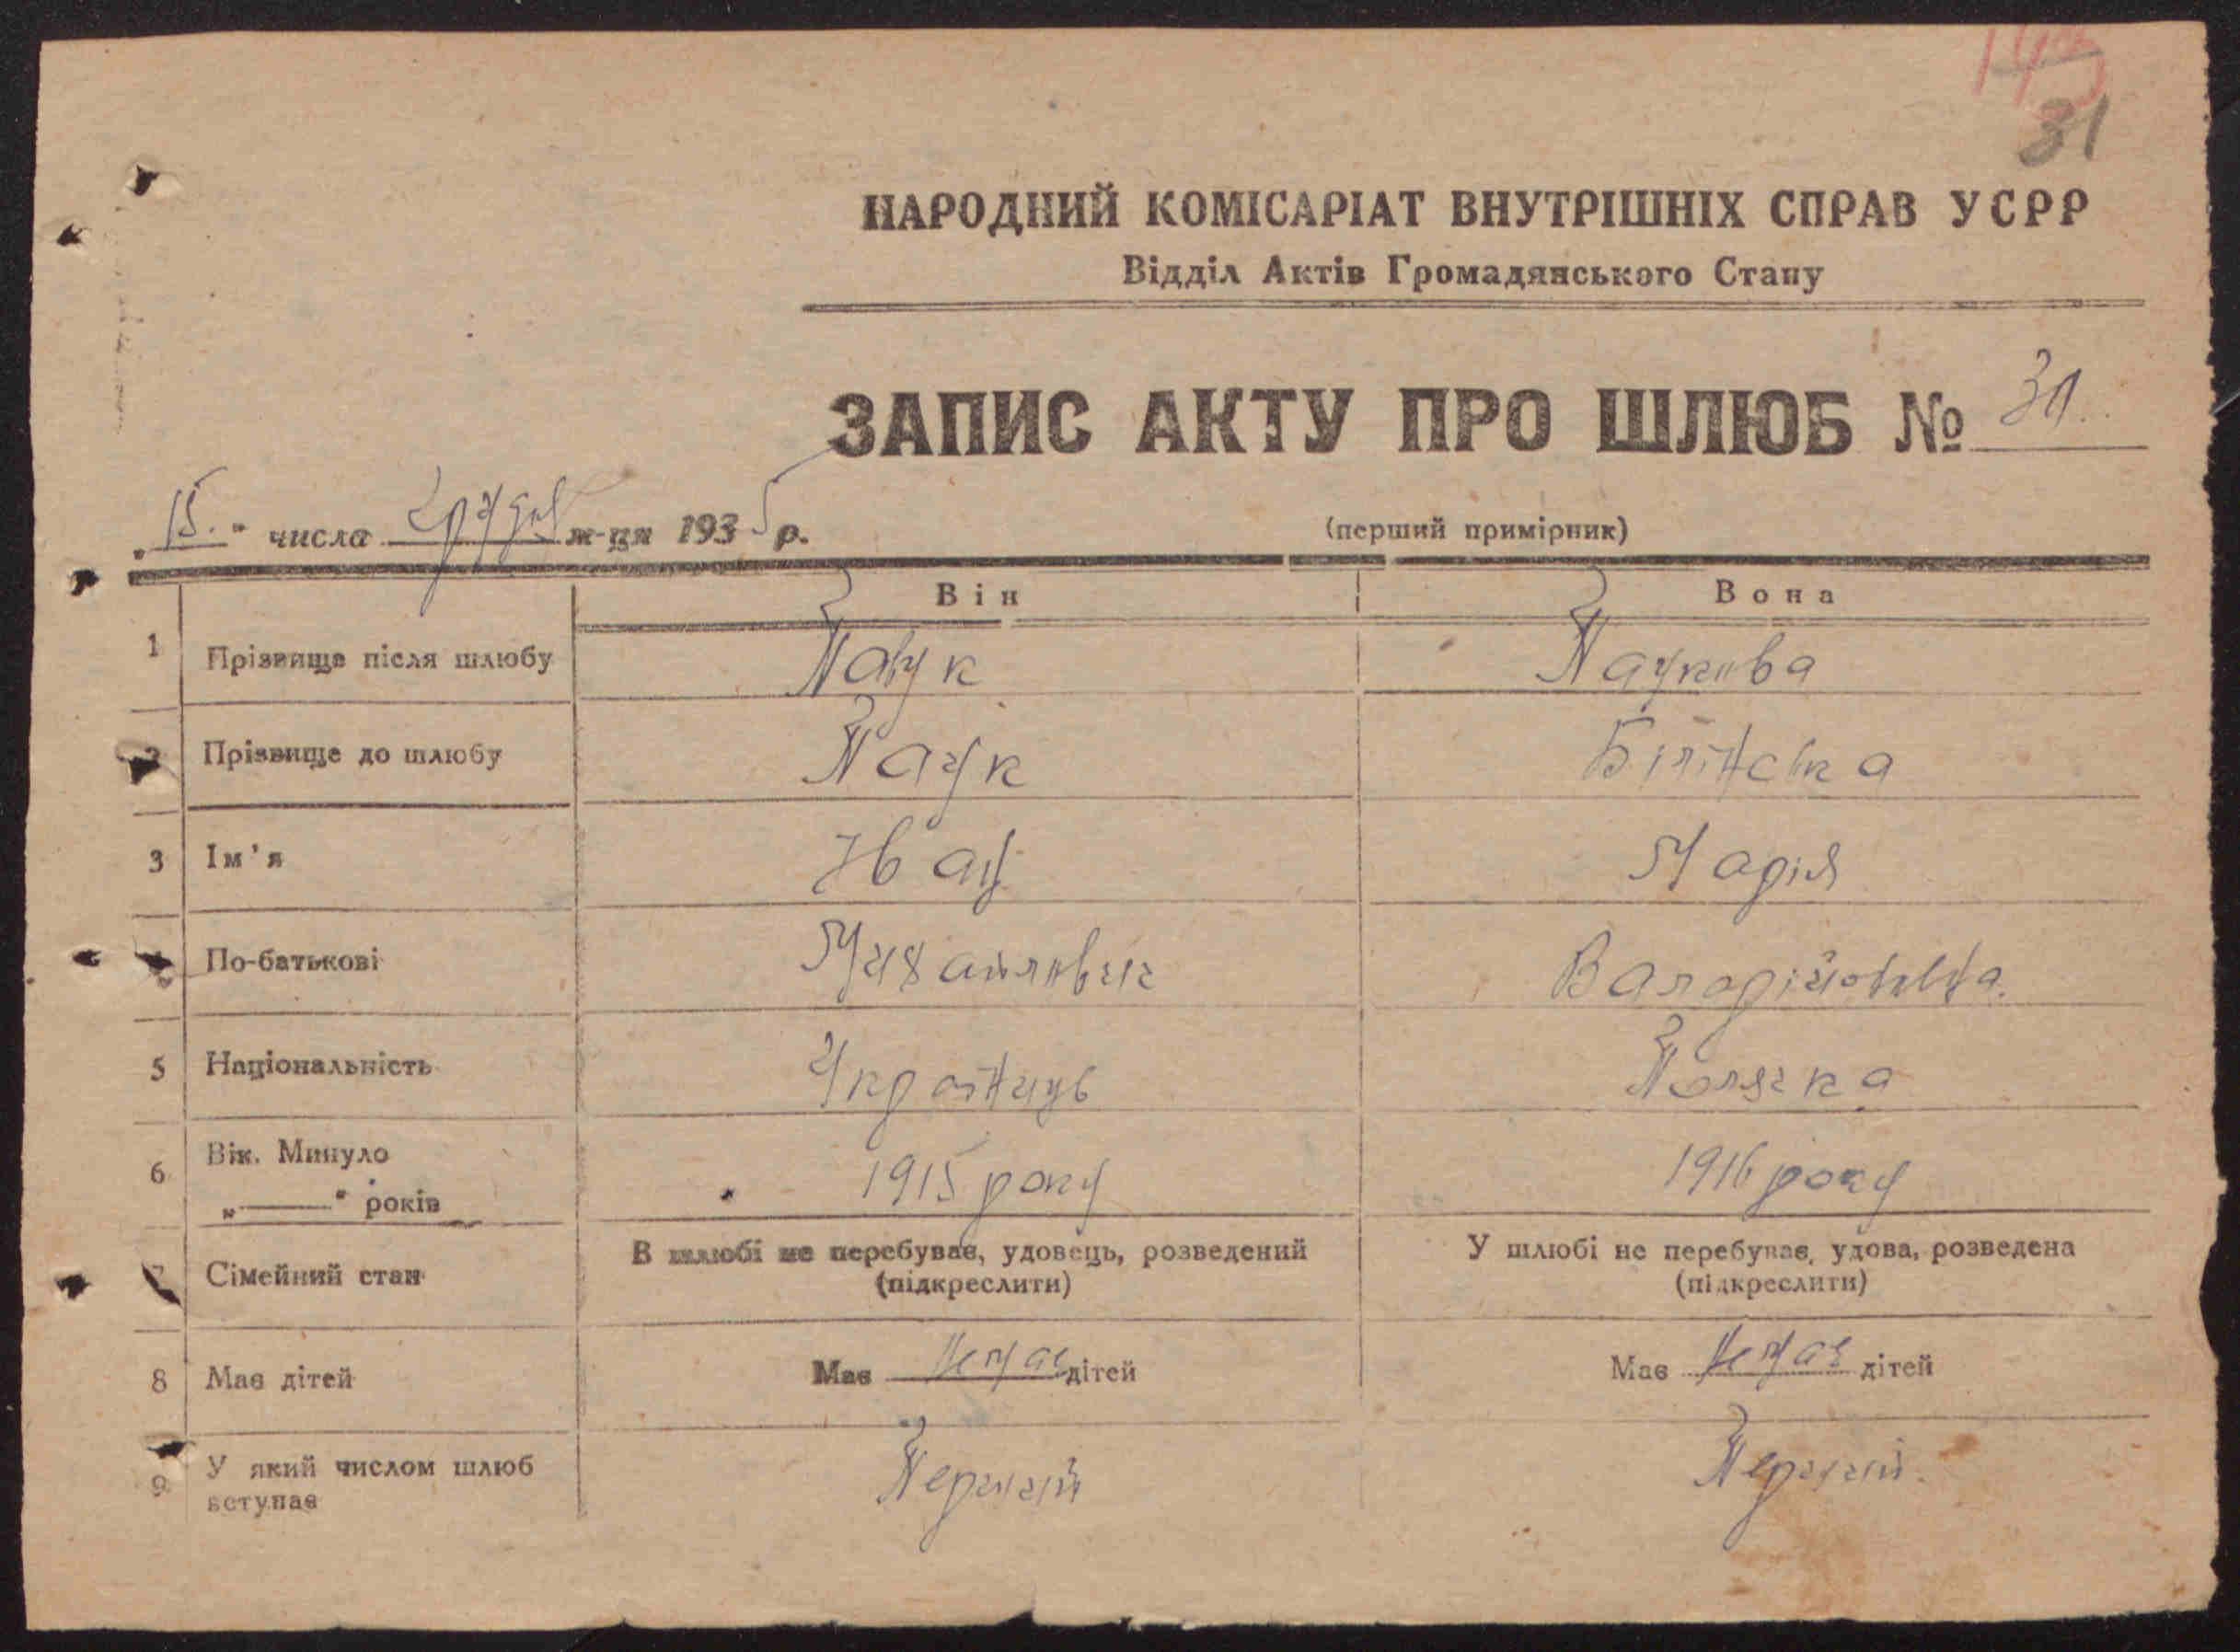 31
НАРОДНИЙ КОМІСАРІАТ ВНУТРІШНІХ СПРАВ УСРР
Відділ Актів Громадянського Стану
ЗАПИС АКТУ ПРО ШЛЮБ № 31
„15." числа грудня м-ця 1935 р.
(перший примірник)
Він Вона
1 Прізвище після шлюбу Паук Паукова
2 Прізвище до шлюбу Паук Білінська
3 Ім'я Іван Марія
По-батькові Михайлович
5 Національність Українець Полячка
6 Вік. Минуло „——" років 1915 року 1916 року
Сімейний стан В шлюбі не перебуває, удовець, розведений (підкреслити) У шлюбі не перебуває, удова, розведена (підкреслити)
8 Має дітей Має немає дітей Має немає дітей
9 У який числом шлюб вступає Перший Перший